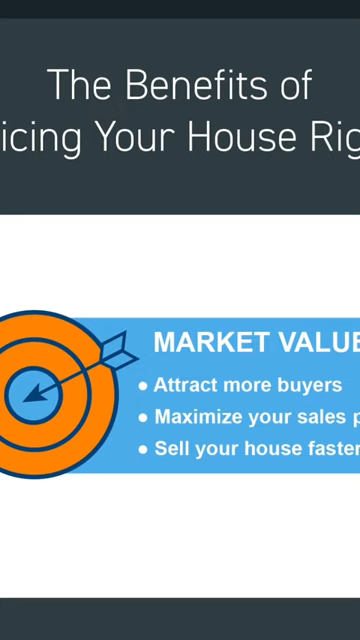 The Benefits of
icing Your House Rig
MARKET VALUE
• Attract more buyers
• Maximize your sales p
• Sell your house faster